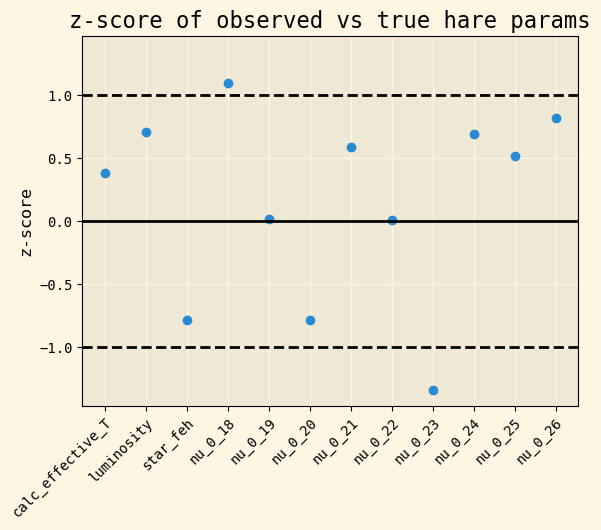 z-score of observed vs true hare params
z-score
1.0
0.5
0.0
−0.5
−1.0
calc_effective_T
luminosity
star_feh
nu_0_18
nu_0_19
nu_0_20
nu_0_21
nu_0_22
nu_0_23
nu_0_24
nu_0_25
nu_0_26